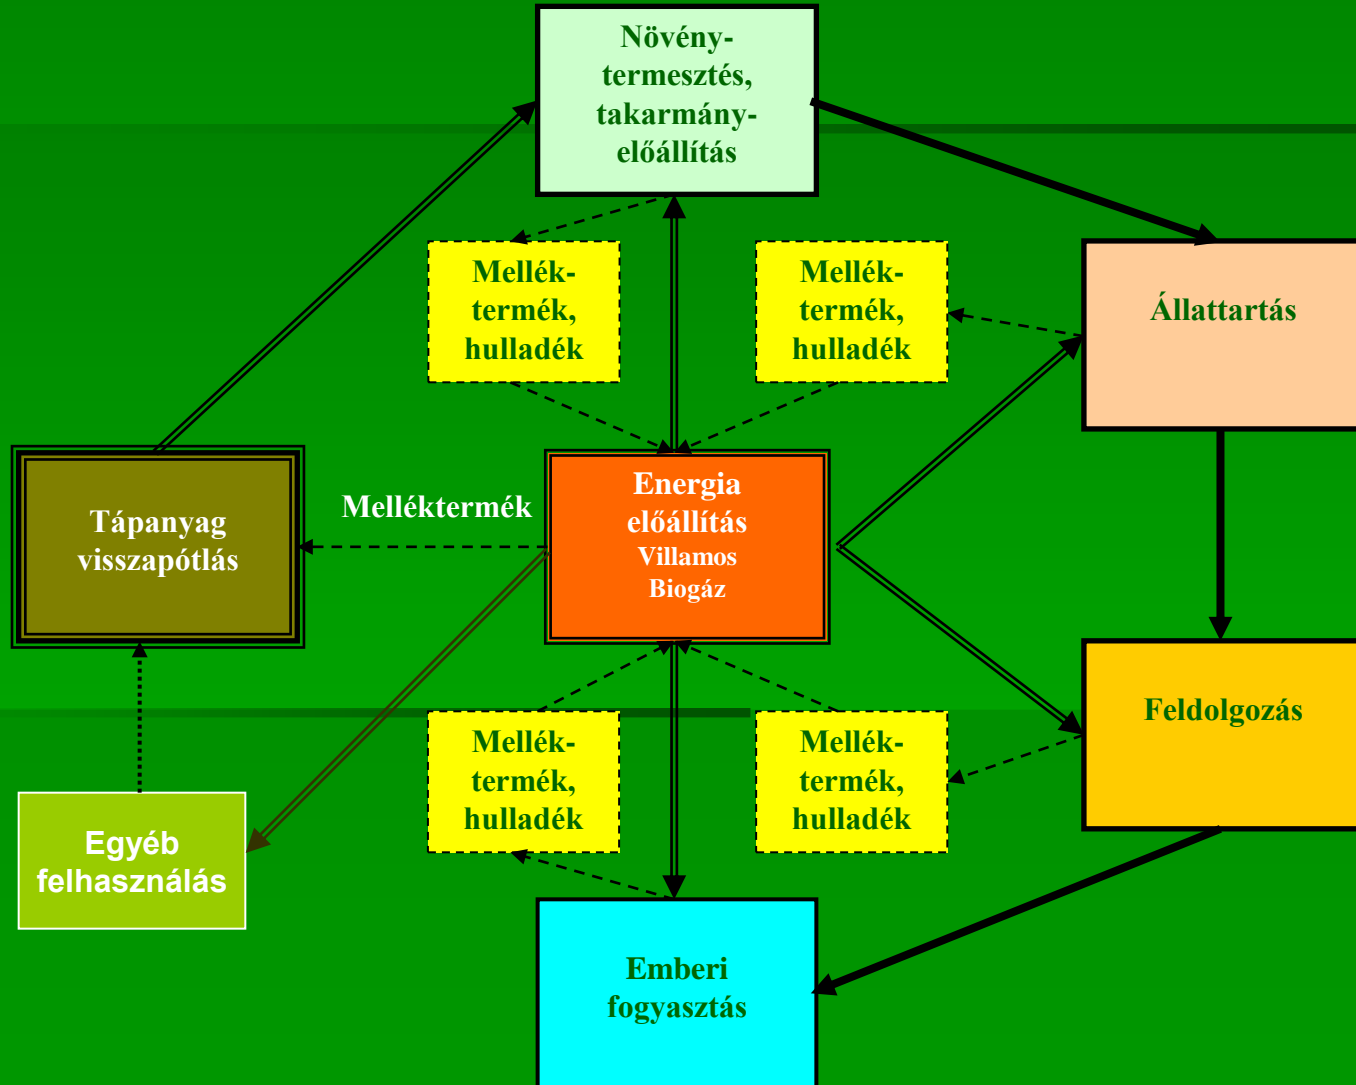 Növény-
termesztés,
takarmány-
előállítás
Mellék-
termék,
hulladék
Mellék-
termék,
hulladék
Állattartás
Tápanyag
visszapótlás
Melléktermék
Energia
előállítás
Villamos
Biogáz
Feldolgozás
Mellék-
termék,
hulladék
Mellék-
termék,
hulladék
Egyéb
felhasználás
Emberi
fogyasztás